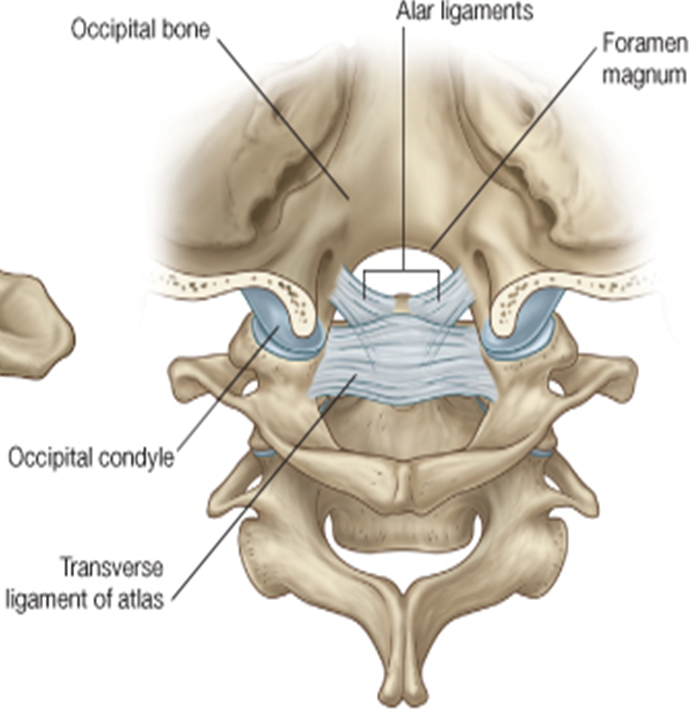 Alar ligaments
Occipital bone
Foramen
magnum
Occipital condyle
Transverse
ligament of atlas